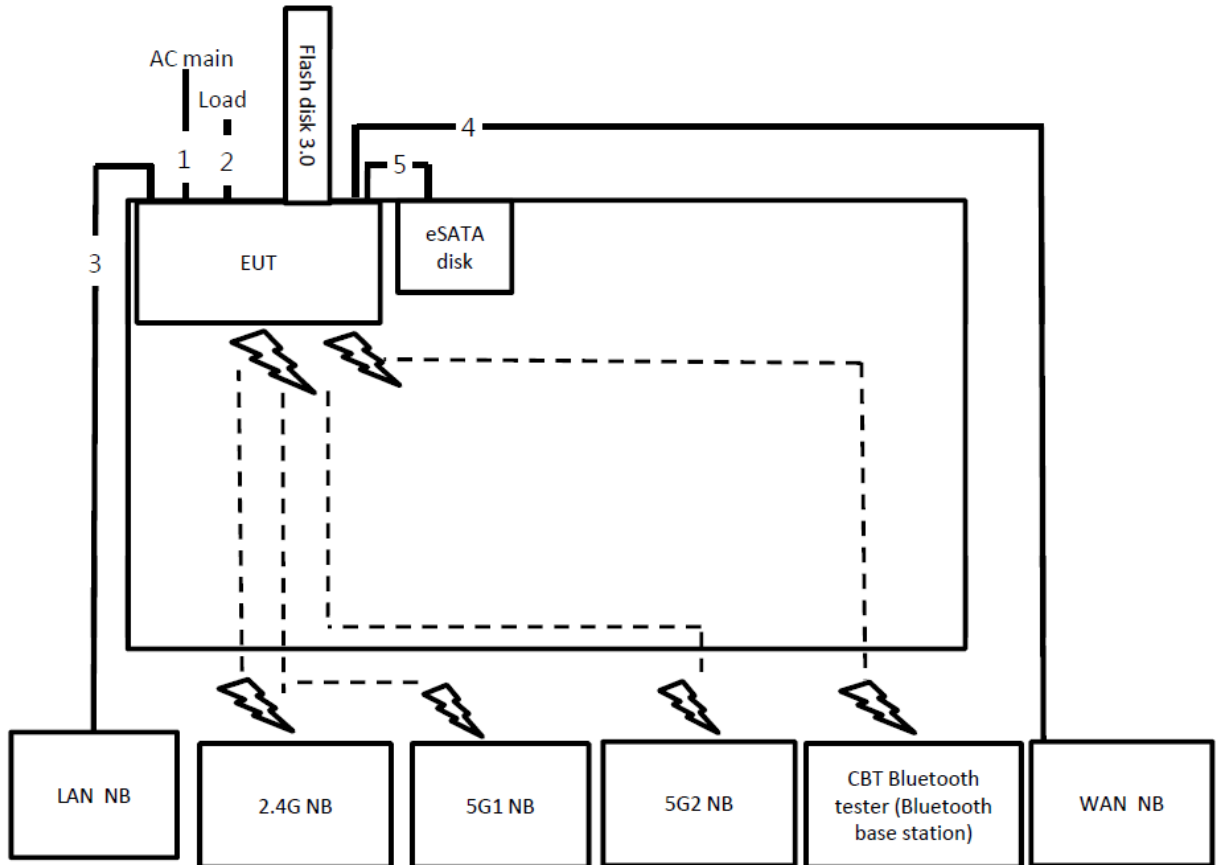 AC main
Load
Flash disk 3.0
4
1
2
5
3
EUT
eSATA
disk
LAN NB
2.4G NB
5G1 NB
5G2 NB
CBT Bluetooth
tester (Bluetooth
base station)
WAN NB